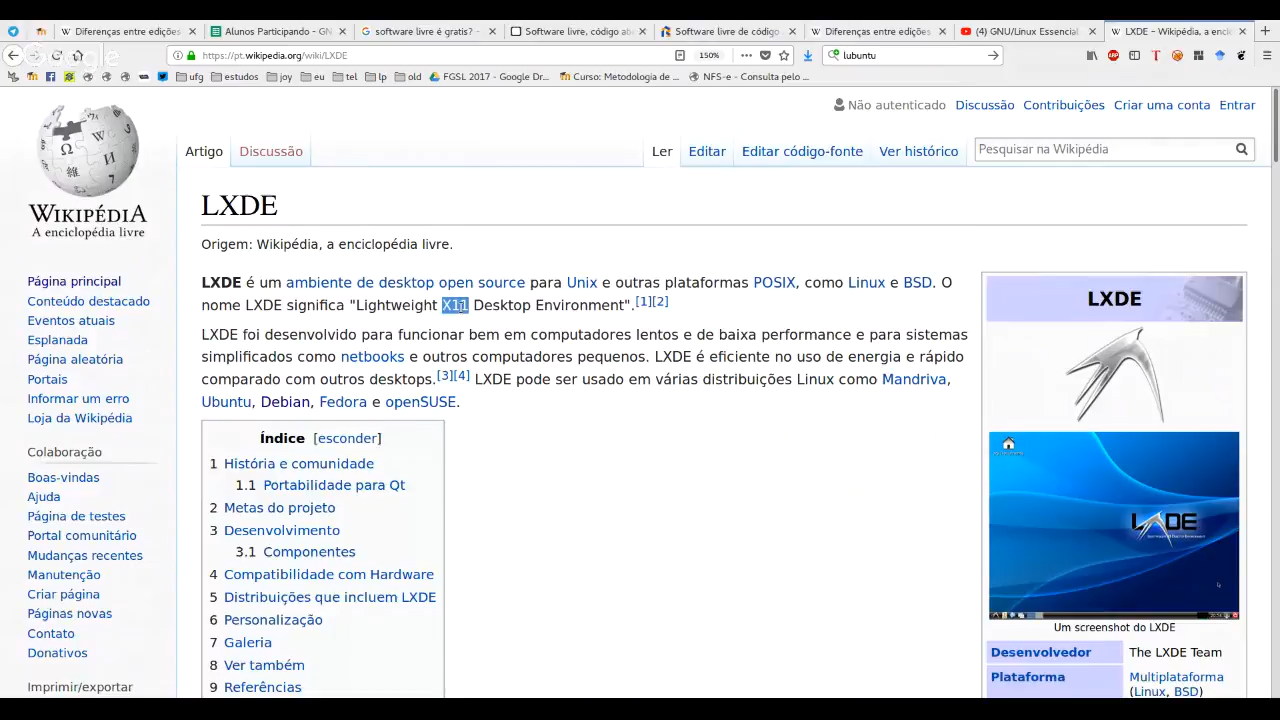 Diferenças entre edições
Alunos Participando - GN
software livre é grátis? -
Software livre, código ab
Software livre de código
Diferenças entre edições
(4) GNU/Linux Essencial
LXDE – Wikipédia, a encic
Google
https://pt.wikipedia.org/wiki/LXDE
150%
lubuntu
ufg
estudos
joy
eu
tel
lp
old
FGSL 2017 - Google Dr...
Curso: Metodologia de ...
NFS-e - Consulta pelo ...
Não autenticado Discussão Contribuições Criar uma conta Entrar
Artigo Discussão Ler Editar Editar código-fonte Ver histórico Pesquisar na Wikipédia
WIKIPÉDIA
A enciclopédia livre
Página principal
Conteúdo destacado
Eventos atuais
Esplanada
Página aleatória
Portais
Informar um erro
Loja da Wikipédia
Colaboração
Boas-vindas
Ajuda
Página de testes
Portal comunitário
Mudanças recentes
Manutenção
Criar página
Páginas novas
Contato
Donativos
Imprimir/exportar
LXDE
Origem: Wikipédia, a enciclopédia livre.
LXDE é um ambiente de desktop open source para Unix e outras plataformas POSIX, como Linux e BSD. O
nome LXDE significa "Lightweight X11 Desktop Environment".[1][2]
LXDE foi desenvolvido para funcionar bem em computadores lentos e de baixa performance e para sistemas
simplificados como netbooks e outros computadores pequenos. LXDE é eficiente no uso de energia e rápido
comparado com outros desktops.[3][4] LXDE pode ser usado em várias distribuições Linux como Mandriva,
Ubuntu, Debian, Fedora e openSUSE.
Índice [esconder]
1 História e comunidade
1.1 Portabilidade para Qt
2 Metas do projeto
3 Desenvolvimento
3.1 Componentes
4 Compatibilidade com Hardware
5 Distribuições que incluem LXDE
6 Personalização
7 Galeria
8 Ver também
9 Referências
LXDE
LXDE
Um screenshot do LXDE
Desenvolvedor The LXDE Team
Plataforma Multiplataforma
(Linux, BSD)